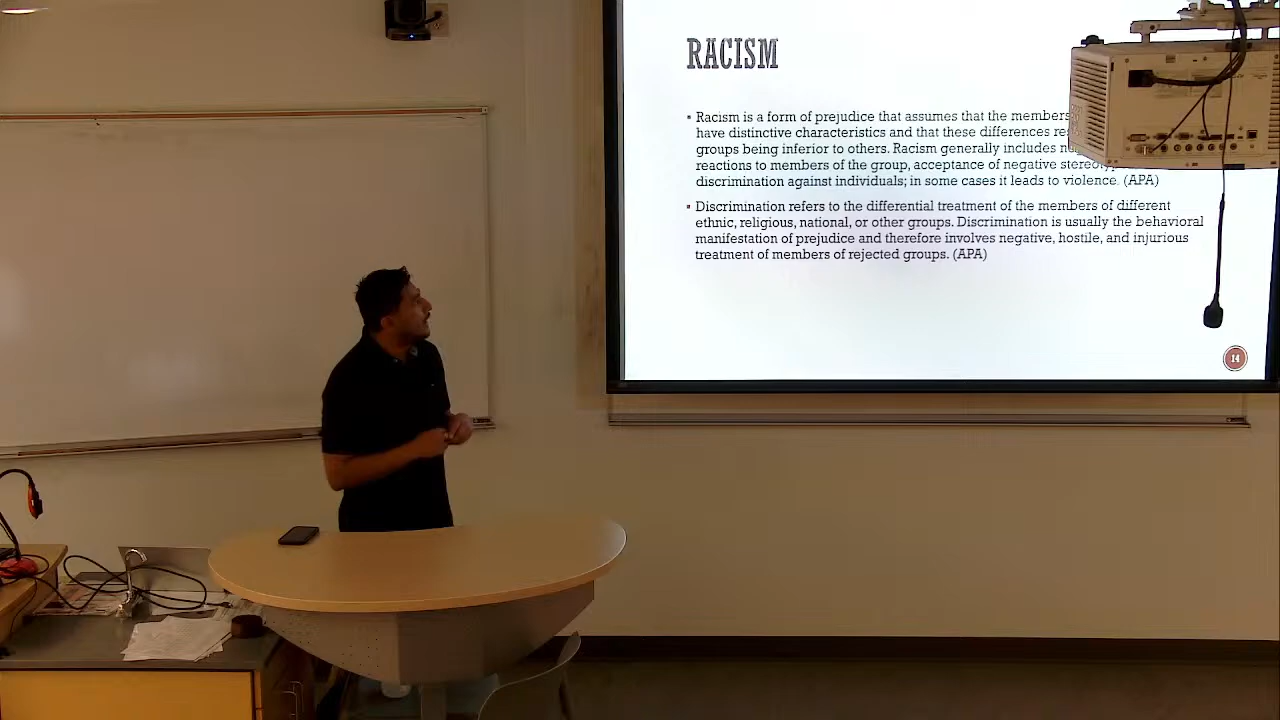 RACISM
▪ Racism is a form of prejudice that assumes that the members
have distinctive characteristics and that these differences
groups being inferior to others. Racism generally includes
reactions to members of the group, acceptance of negative
discrimination against individuals; in some cases it leads to violence. (APA)
▪ Discrimination refers to the differential treatment of the members of different
ethnic, religious, national, or other groups. Discrimination is usually the behavioral
manifestation of prejudice and therefore involves negative, hostile, and injurious
treatment of members of rejected groups. (APA)
14